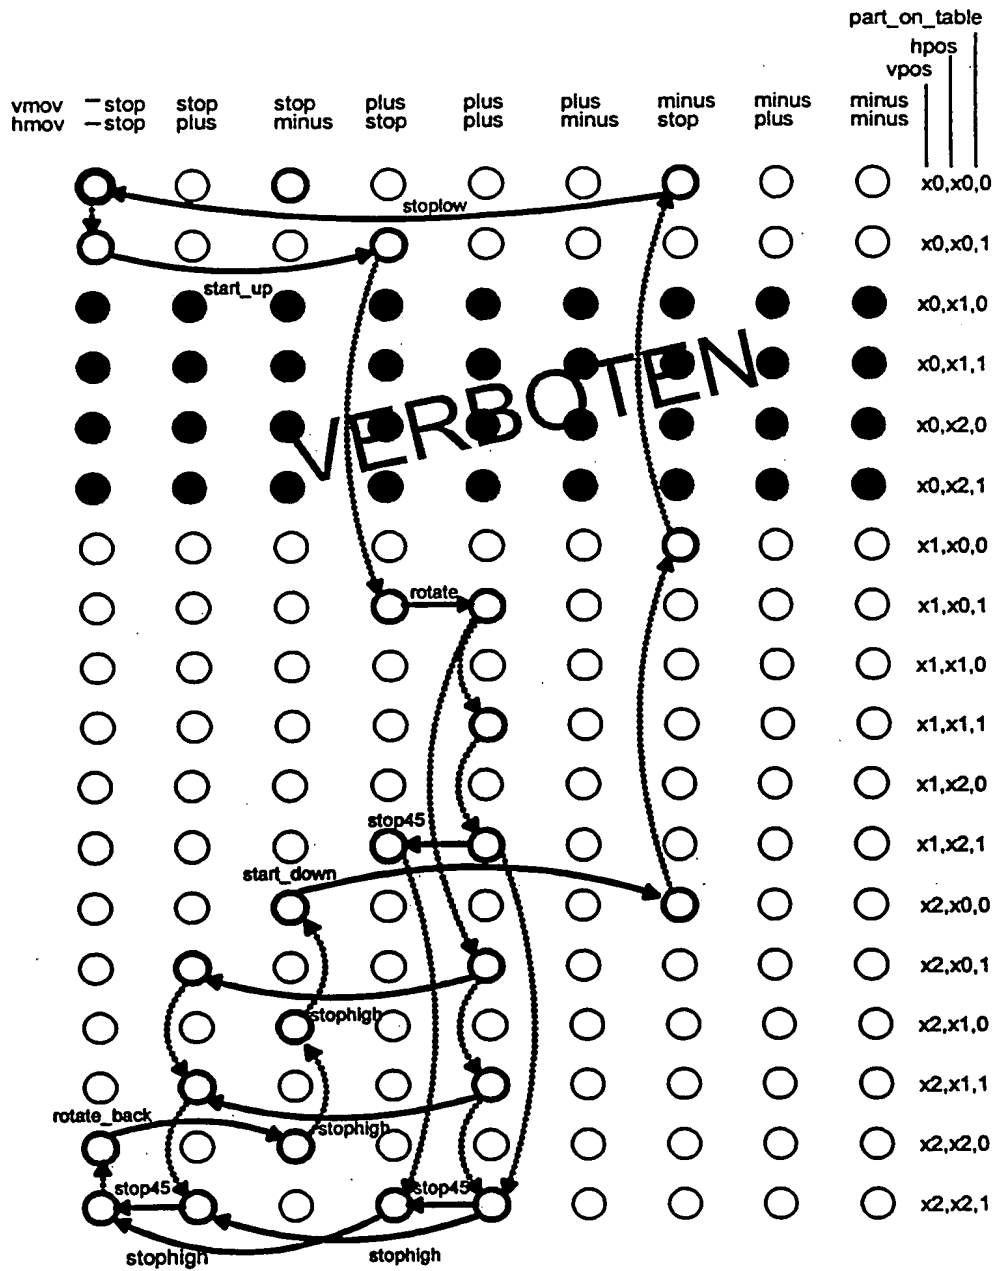 part_on_table
hpos
vpos
vmov stop stop stop plus plus plus minus minus minus
hmov stop plus minus stop plus minus stop plus minus
x0,x0,0
stoplow
x0,x0,1
start_up
x0,x1,0
x0,x1,1
VERBOTEN
x0,x2,0
x0,x2,1
x1,x0,0
rotate
x1,x0,1
x1,x1,0
x1,x1,1
x1,x2,0
stop45
x1,x2,1
start_down
x2,x0,0
x2,x0,1
stophigh
x2,x1,0
x2,x1,1
rotate_back
stophigh
x2,x2,0
stop45 stop45
x2,x2,1
stophigh stophigh